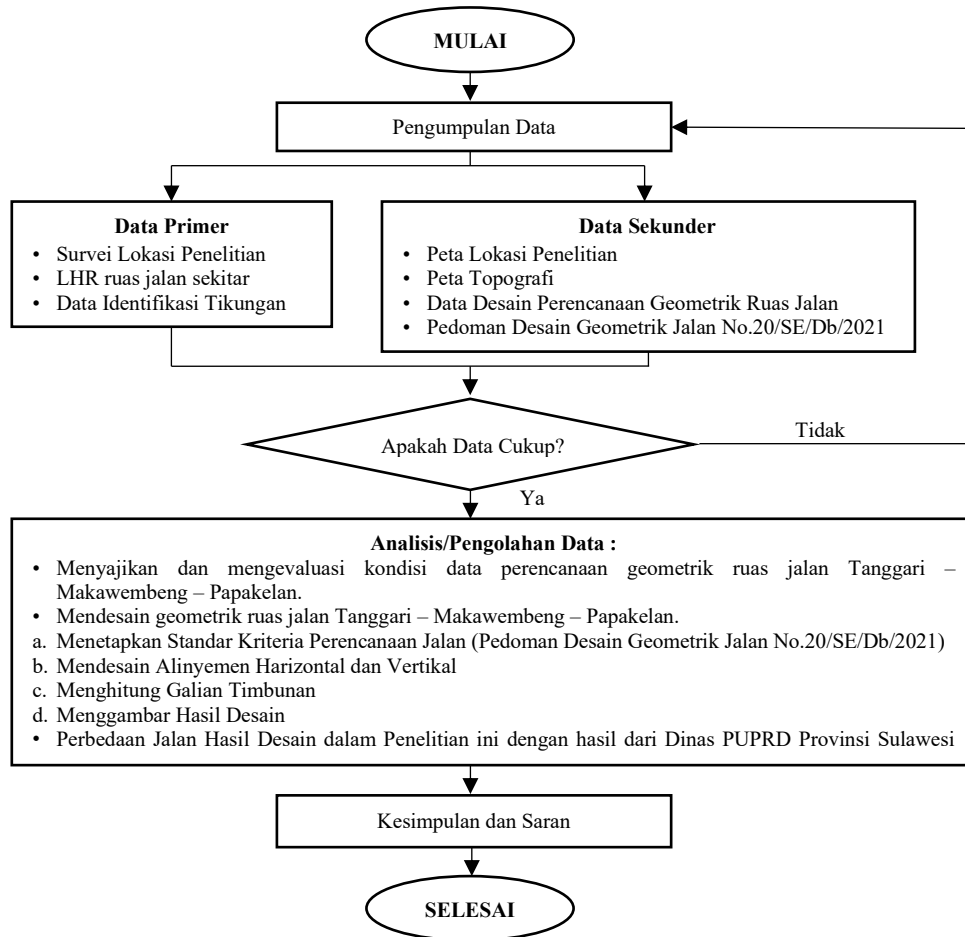 MULAI
Pengumpulan Data
Data Primer
• Survei Lokasi Penelitian
• LHR ruas jalan sekitar
• Data Identifikasi Tikungan
Data Sekunder
• Peta Lokasi Penelitian
• Peta Topografi
• Data Desain Perencanaan Geometrik Ruas Jalan
• Pedoman Desain Geometrik Jalan No.20/SE/Db/2021
Apakah Data Cukup?
Tidak
Ya
Analisis/Pengolahan Data :
• Menyajikan dan mengevaluasi kondisi data perencanaan geometrik ruas jalan Tanggari –
Makawembeng – Papakelan.
• Mendesain geometrik ruas jalan Tanggari – Makawembeng – Papakelan.
a. Menetapkan Standar Kriteria Perencanaan Jalan (Pedoman Desain Geometrik Jalan No.20/SE/Db/2021)
b. Mendesain Alinyemen Harizontal dan Vertikal
c. Menghitung Galian Timbunan
d. Menggambar Hasil Desain
• Perbedaan Jalan Hasil Desain dalam Penelitian ini dengan hasil dari Dinas PUPRD Provinsi Sulawesi
Kesimpulan dan Saran
SELESAI